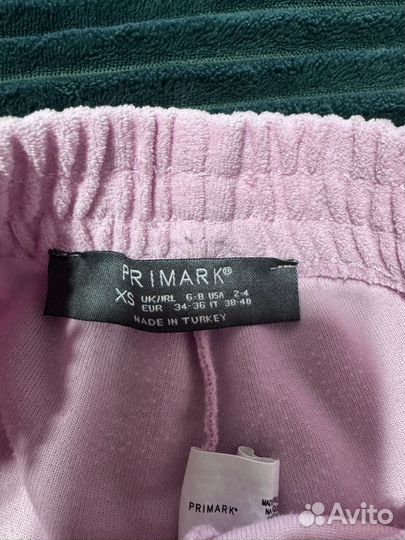 PRIMARK®
XS UK/IRL 6-8 USA 2-4
EUR 34-36 IT 38-40
MADE IN TURKEY
PRIMARK®
Avito